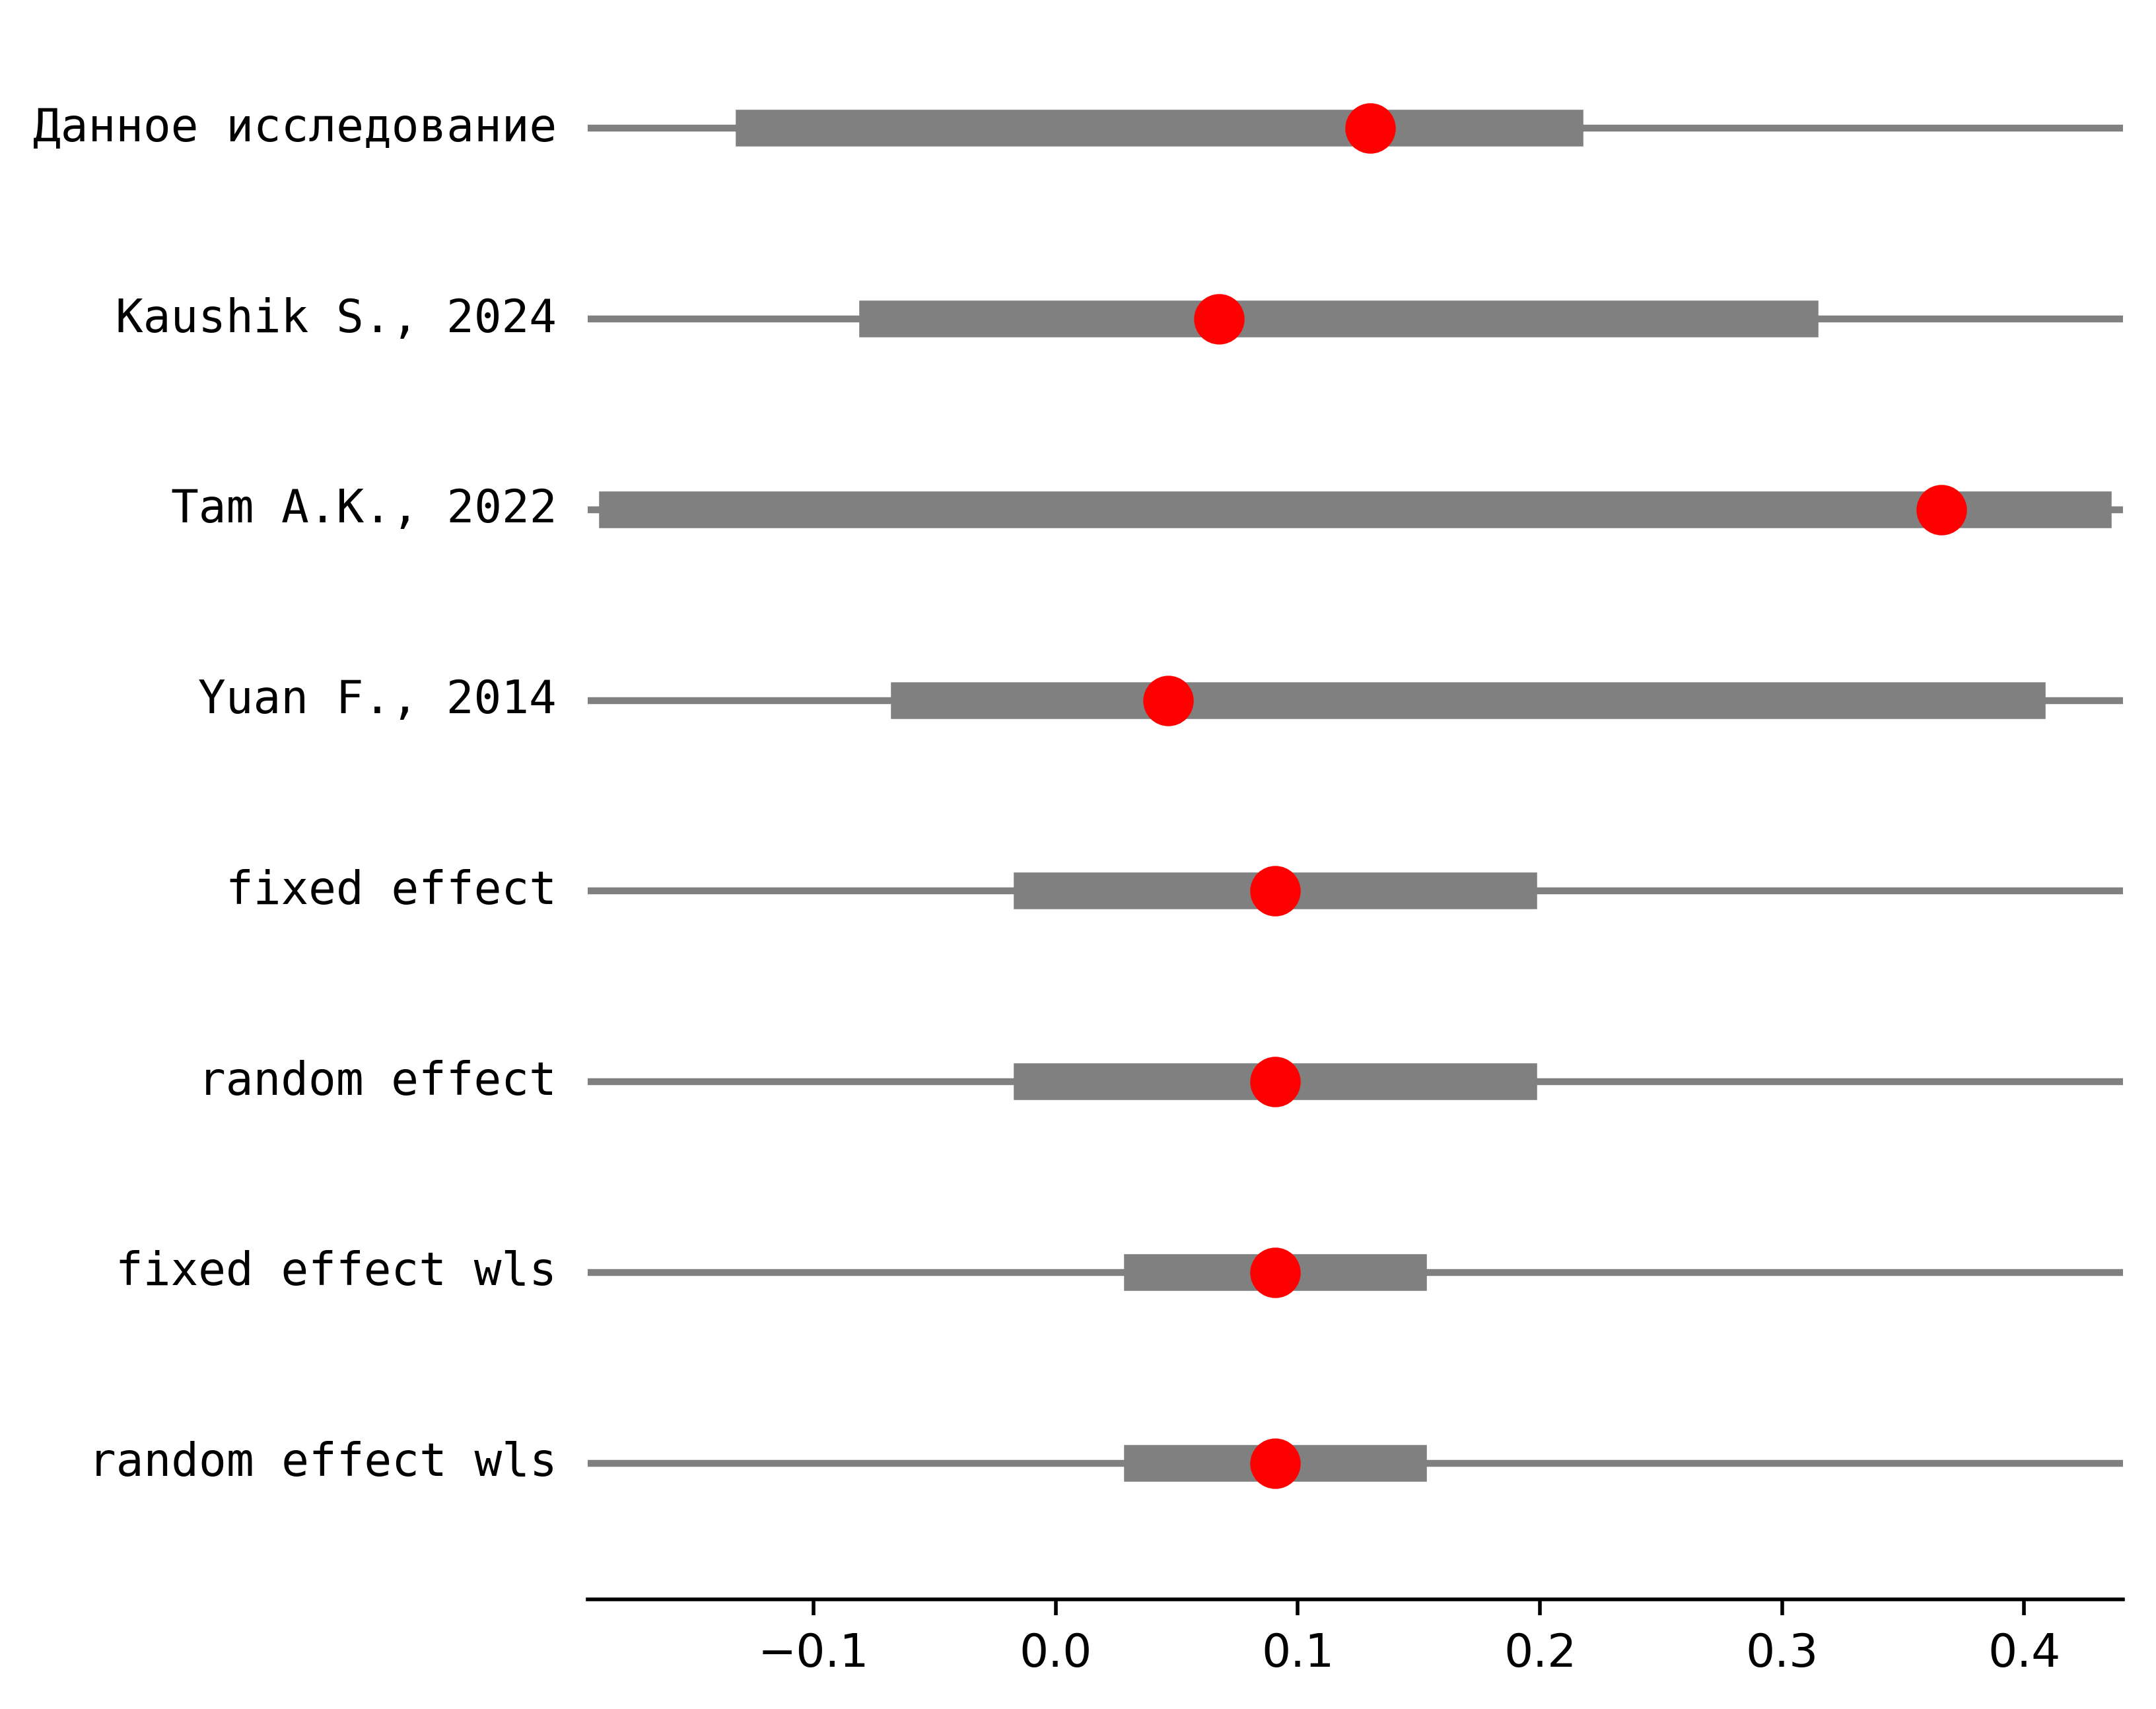 Данное исследование
Kaushik S., 2024
Tam A.K., 2022
Yuan F., 2014
fixed effect
random effect
fixed effect wls
random effect wls
−0.1 0.0 0.1 0.2 0.3 0.4